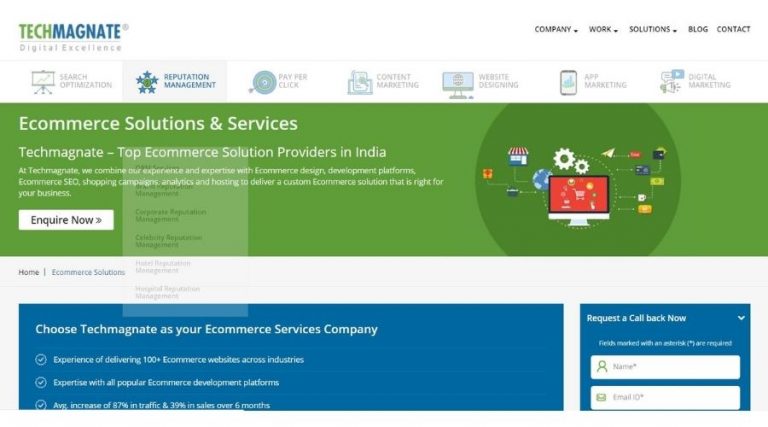 TECHMAGNATE®
Digital Excellence
COMPANY WORK SOLUTIONS BLOG CONTACT
SEARCH
OPTIMIZATION
REPUTATION
MANAGEMENT
PAY PER
CLICK
CONTENT
MARKETING
WEBSITE
DESIGNING
APP
MARKETING
DIGITAL
MARKETING
Ecommerce Solutions & Services
Techmagnate – Top Ecommerce Solution Providers in India
At Techmagnate, we combine our experience and expertise with Ecommerce design, development platforms,
Ecommerce SEO, shopping campaigns, analytics and hosting to deliver a custom Ecommerce solution that is right for
your business.
Enquire Now »
ORM Services
Management
Corporate Reputation
Management
Celebrity Reputation
Management
Hotel Reputation
Management
Hospital Reputation
Management
Home | Ecommerce Solutions
Choose Techmagnate as your Ecommerce Services Company
Experience of delivering 100+ Ecommerce websites across industries
Expertise with all popular Ecommerce development platforms
Avg. increase of 87% in traffic & 39% in sales over 6 months
Request a Call back Now
Fields marked with an asterisk (*) are required
Name*
Email ID*